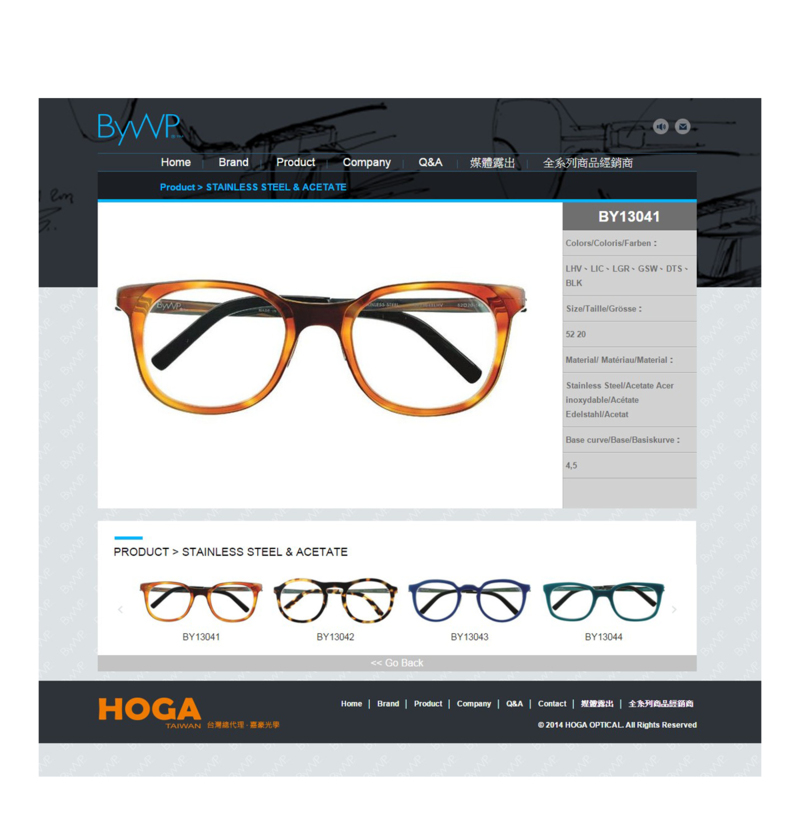 ByWP
Home | Brand | Product | Company | Q&A | 媒體露出 | 全系列商品經銷商
Product > STAINLESS STEEL & ACETATE
BY13041
Colors/Coloris/Farben：
LHV、LIC、LGR、GSW、DTS、
BLK
Size/Taille/Grösse：
52 20
Material/ Matériau/Material：
Stainless Steel/Acetate Acer
inoxydable/Acétate
Edelstahl/Acetat
Base curve/Base/Basiskurve：
4,5
ByWP
PRODUCT > STAINLESS STEEL & ACETATE
BY13041
BY13042
BY13043
BY13044
<< Go Back
HOGA
TAIWAN
台灣總代理-嘉嚴光學
Home | Brand | Product | Company | Q&A | Contact | 媒體露出 | 全系列商品經銷商
© 2014 HOGA OPTICAL. All Rights Reserved